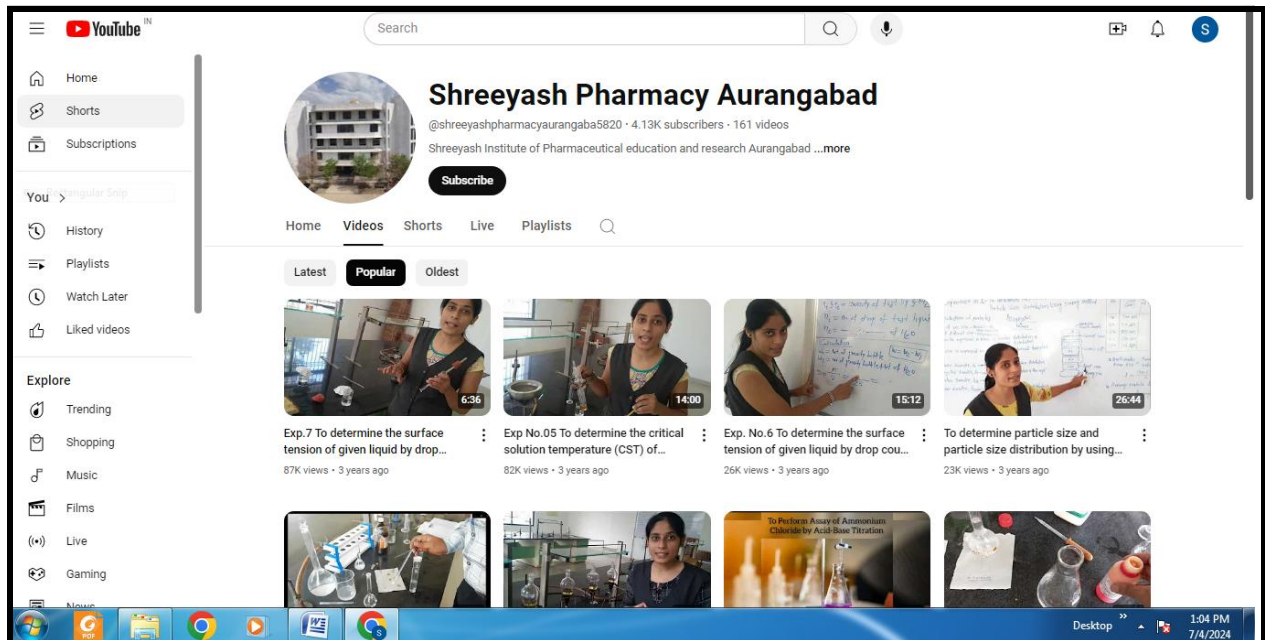 YouTube IN
Search
S
Home
Shorts
Subscriptions
You >
Rectangular Snip
History
Playlists
Watch Later
Liked videos
Explore
Trending
Shopping
Music
Films
Live
Gaming
News
Shreeyash Pharmacy Aurangabad
@shreeyashpharmacyaurangaba5820 · 4.13K subscribers · 161 videos
Shreeyash Institute of Pharmaceutical education and research Aurangabad ...more
Subscribe
Home Videos Shorts Live Playlists
Latest Popular Oldest
6:36
Exp.7 To determine the surface
tension of given liquid by drop...
87K views • 3 years ago
14:00
Exp No.05 To determine the critical
solution temperature (CST) of...
82K views • 3 years ago
15:12
Exp. No.6 To determine the surface
tension of given liquid by drop cou...
26K views • 3 years ago
26:44
To determine particle size and
particle size distribution by using...
23K views • 3 years ago
To Perform Assay of Ammonium
Chloride by Acid-Base Titration
PDF
Desktop »
1:04 PM
7/4/2024